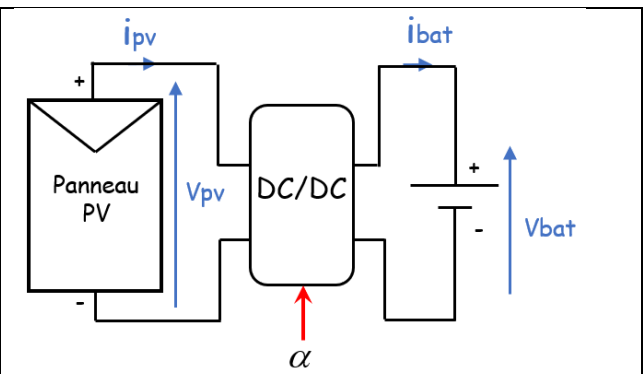 ipv
ibat
+
Panneau
PV
Vpv
DC/DC
+
-
Vbat
-
α